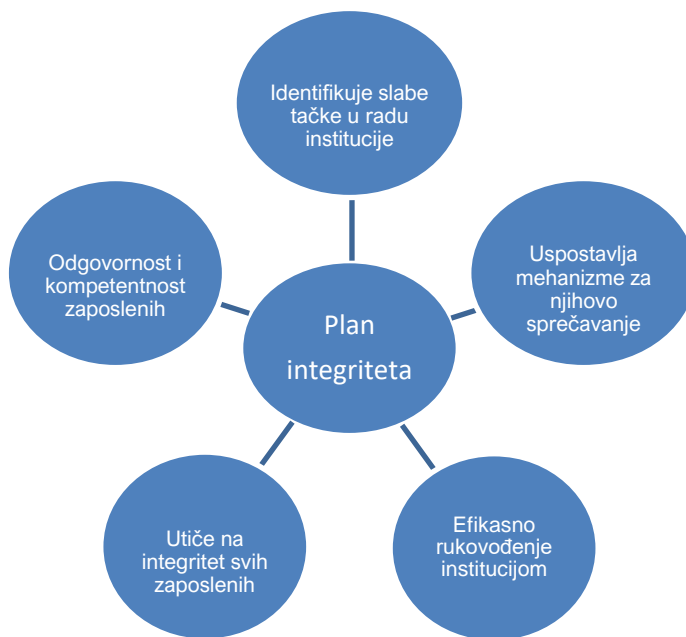 Identifikuje slabe
tačke u radu
institucije
Odgovornost i
kompetentnost
zaposlenih
Uspostavlja
mehanizme za
njihovo
sprečavanje
Plan
integriteta
Utiče na
integritet svih
zaposlenih
Efikasno
rukovođenje
institucijom